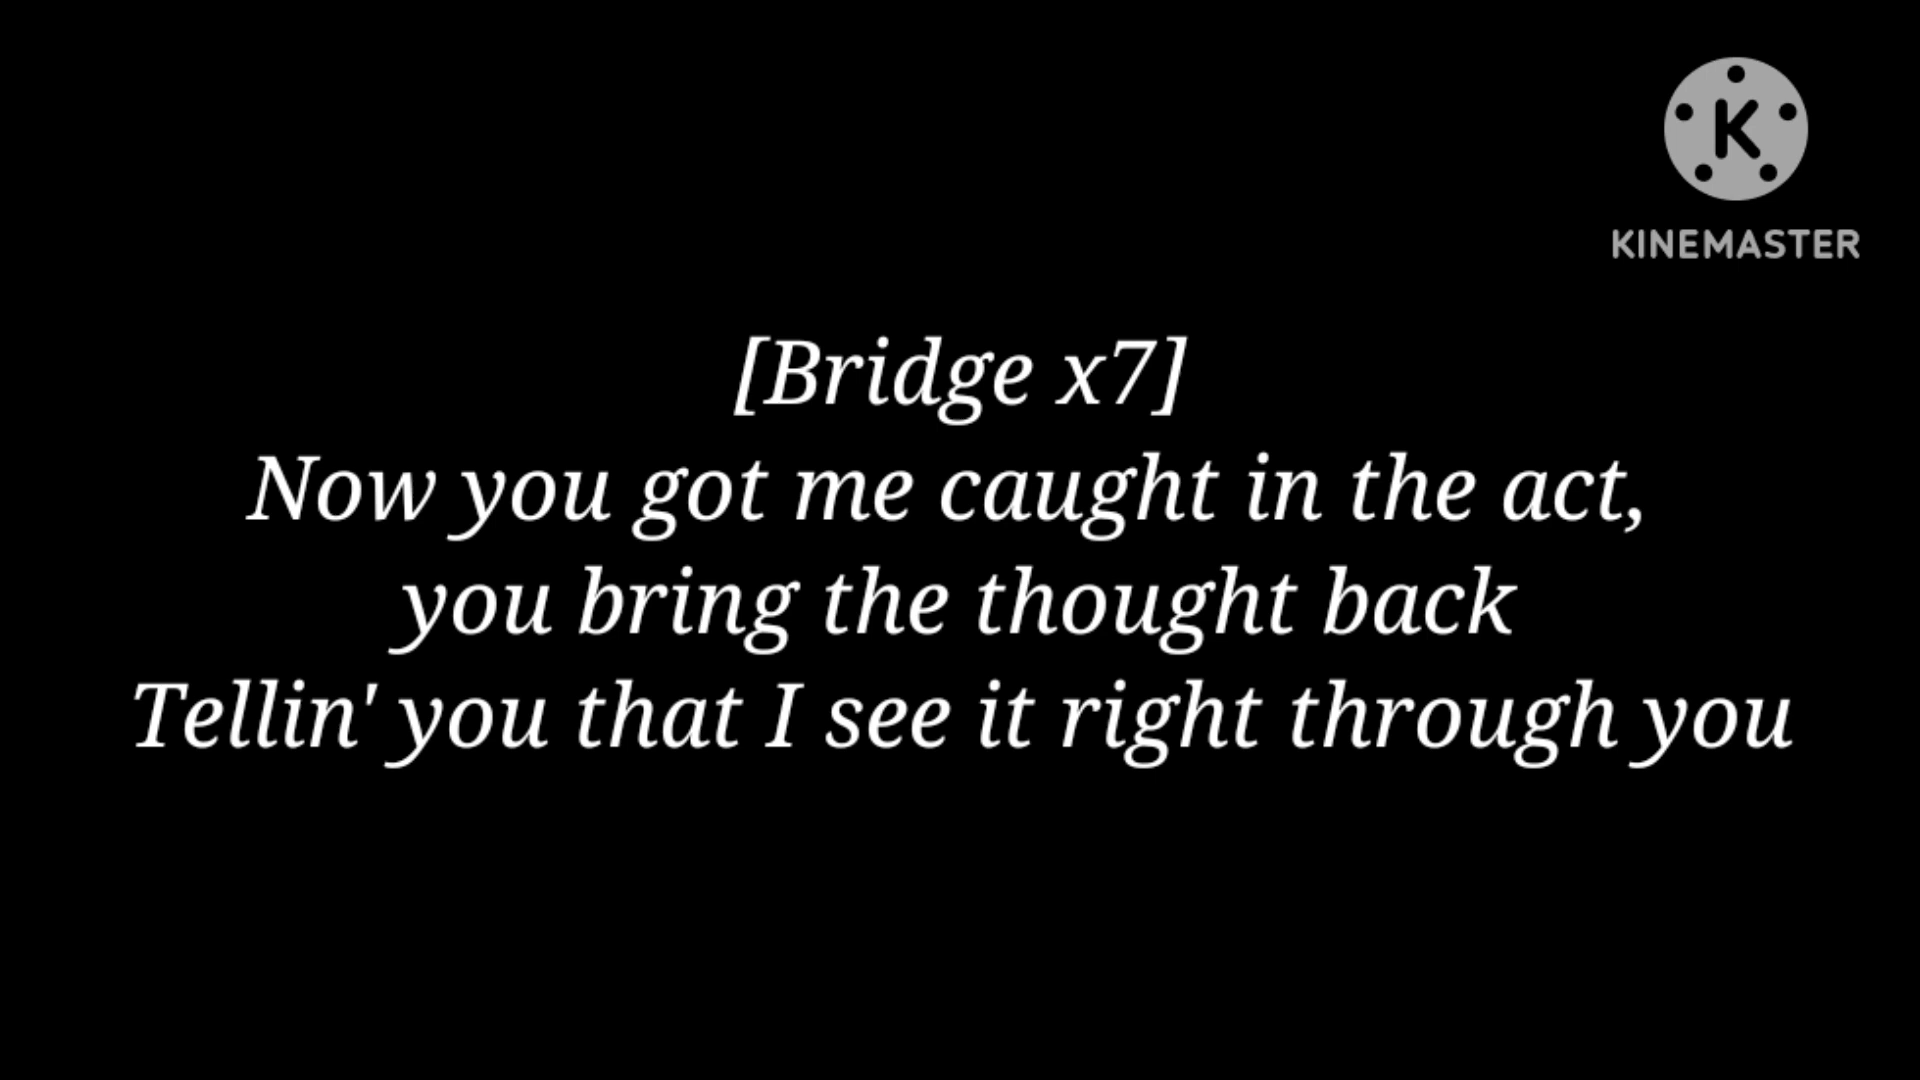 K
KINEMASTER
[Bridge x7]
Now you got me caught in the act,
you bring the thought back
Tellin' you that I see it right through you